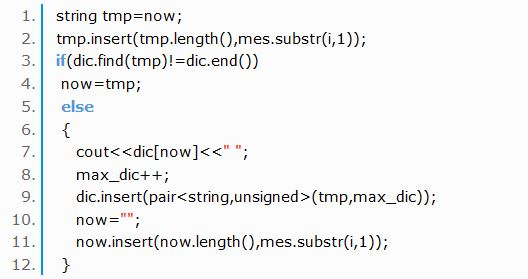 1. string tmp=now;
2. tmp.insert(tmp.length(),mes.substr(i,1));
3. if(dic.find(tmp)!=dic.end())
4. now=tmp;
5. else
6. {
7. cout<<dic[now]<<" ";
8. max_dic++;
9. dic.insert(pair<string,unsigned>(tmp,max_dic));
10. now="";
11. now.insert(now.length(),mes.substr(i,1));
12. }